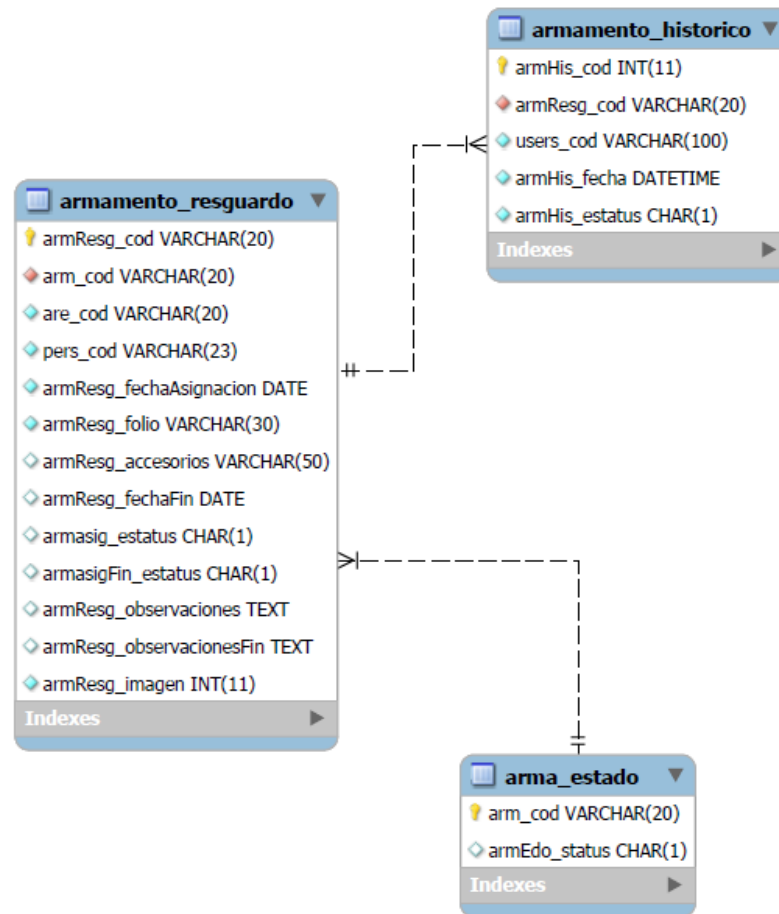 armamento_historico
armHis_cod INT(11)
armResg_cod VARCHAR(20)
users_cod VARCHAR(100)
armHis_fecha DATETIME
armHis_estatus CHAR(1)
Indexes
armamento_resguardo
armResg_cod VARCHAR(20)
arm_cod VARCHAR(20)
are_cod VARCHAR(20)
pers_cod VARCHAR(23)
armResg_fechaAsignacion DATE
armResg_folio VARCHAR(30)
armResg_accesorios VARCHAR(50)
armResg_fechaFin DATE
armasig_estatus CHAR(1)
armasigFin_estatus CHAR(1)
armResg_observaciones TEXT
armResg_observacionesFin TEXT
armResg_imagen INT(11)
Indexes
arma_estado
arm_cod VARCHAR(20)
armEdo_status CHAR(1)
Indexes